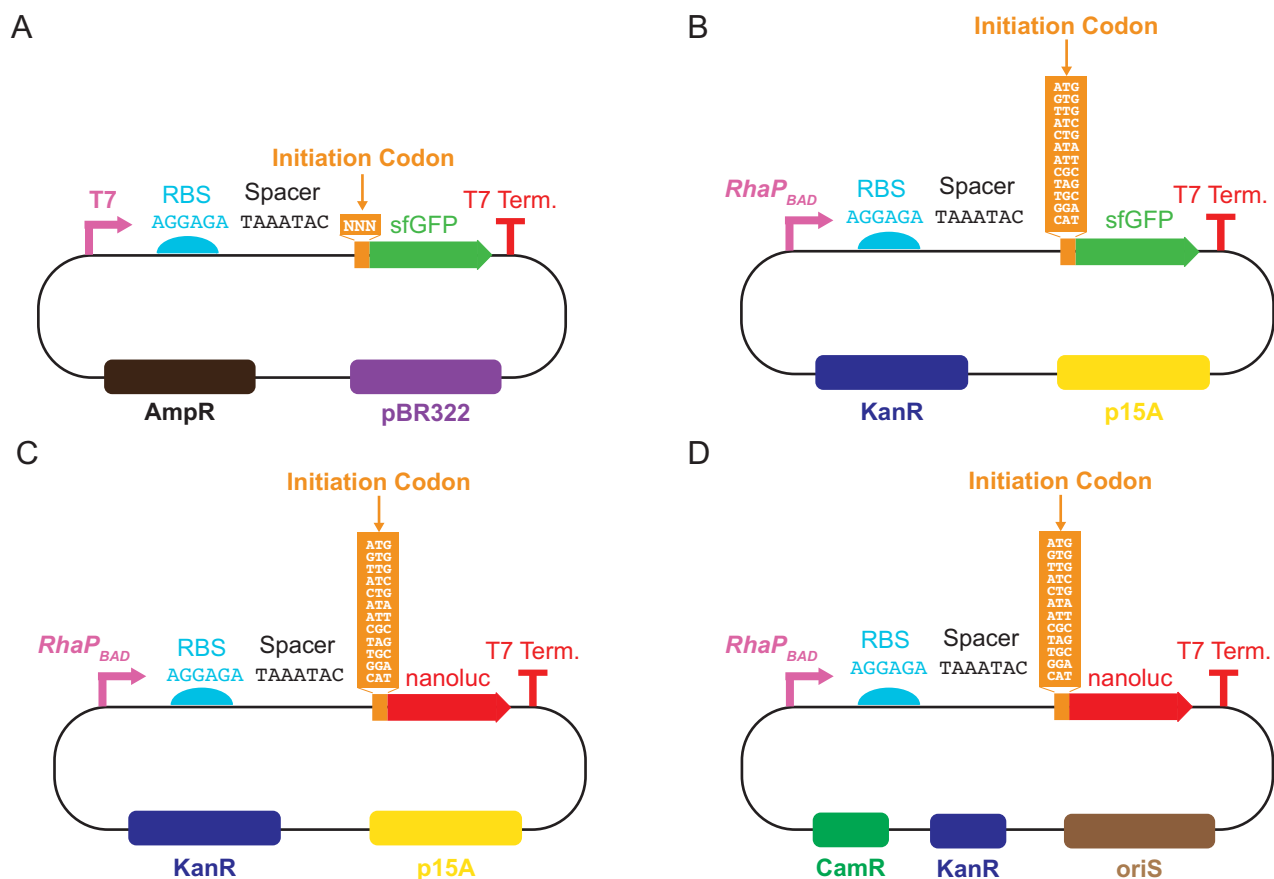 A
Initiation Codon
T7
RBS
Spacer
T7 Term.
AGGAGA
TAAATAC
NNN
sfGFP
AmpR
pBR322
B
Initiation Codon
ATG
GTG
TTG
ATC
CTG
ATA
ATT
CGC
TAG
TGC
GGA
CAT
RhaP_BAD
RBS
Spacer
T7 Term.
AGGAGA
TAAATAC
sfGFP
KanR
p15A
C
Initiation Codon
ATG
GTG
TTG
ATC
CTG
ATA
ATT
CGC
TAG
TGC
GGA
CAT
RhaP_BAD
RBS
Spacer
T7 Term.
AGGAGA
TAAATAC
nanoluc
KanR
p15A
D
Initiation Codon
ATG
GTG
TTG
ATC
CTG
ATA
ATT
CGC
TAG
TGC
GGA
CAT
RhaP_BAD
RBS
Spacer
T7 Term.
AGGAGA
TAAATAC
nanoluc
CamR
KanR
oriS